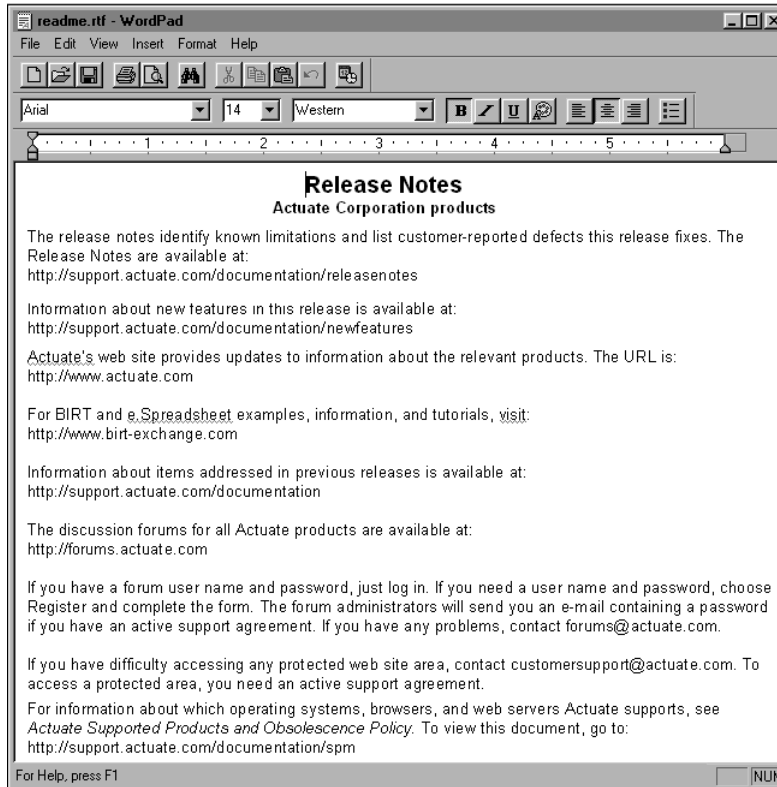 readme.rtf - WordPad
File Edit View Insert Format Help
Arial 14 Western B I U
1 2 3 4 5
Release Notes
Actuate Corporation products
The release notes identify known limitations and list customer-reported defects this release fixes. The
Release Notes are available at:
http://support.actuate.com/documentation/releasenotes
Information about new features in this release is available at:
http://support.actuate.com/documentation/newfeatures
Actuate's web site provides updates to information about the relevant products. The URL is:
http://www.actuate.com
For BIRT and e.Spreadsheet examples, information, and tutorials, visit:
http://www.birt-exchange.com
Information about items addressed in previous releases is available at:
http://support.actuate.com/documentation
The discussion forums for all Actuate products are available at:
http://forums.actuate.com
If you have a forum user name and password, just log in. If you need a user name and password, choose
Register and complete the form. The forum administrators will send you an e-mail containing a password
if you have an active support agreement. If you have any problems, contact forums@actuate.com.
If you have difficulty accessing any protected web site area, contact customersupport@actuate.com. To
access a protected area, you need an active support agreement.
For information about which operating systems, browsers, and web servers Actuate supports, see
Actuate Supported Products and Obsolescence Policy. To view this document, go to:
http://support.actuate.com/documentation/spm
For Help, press F1 NUM